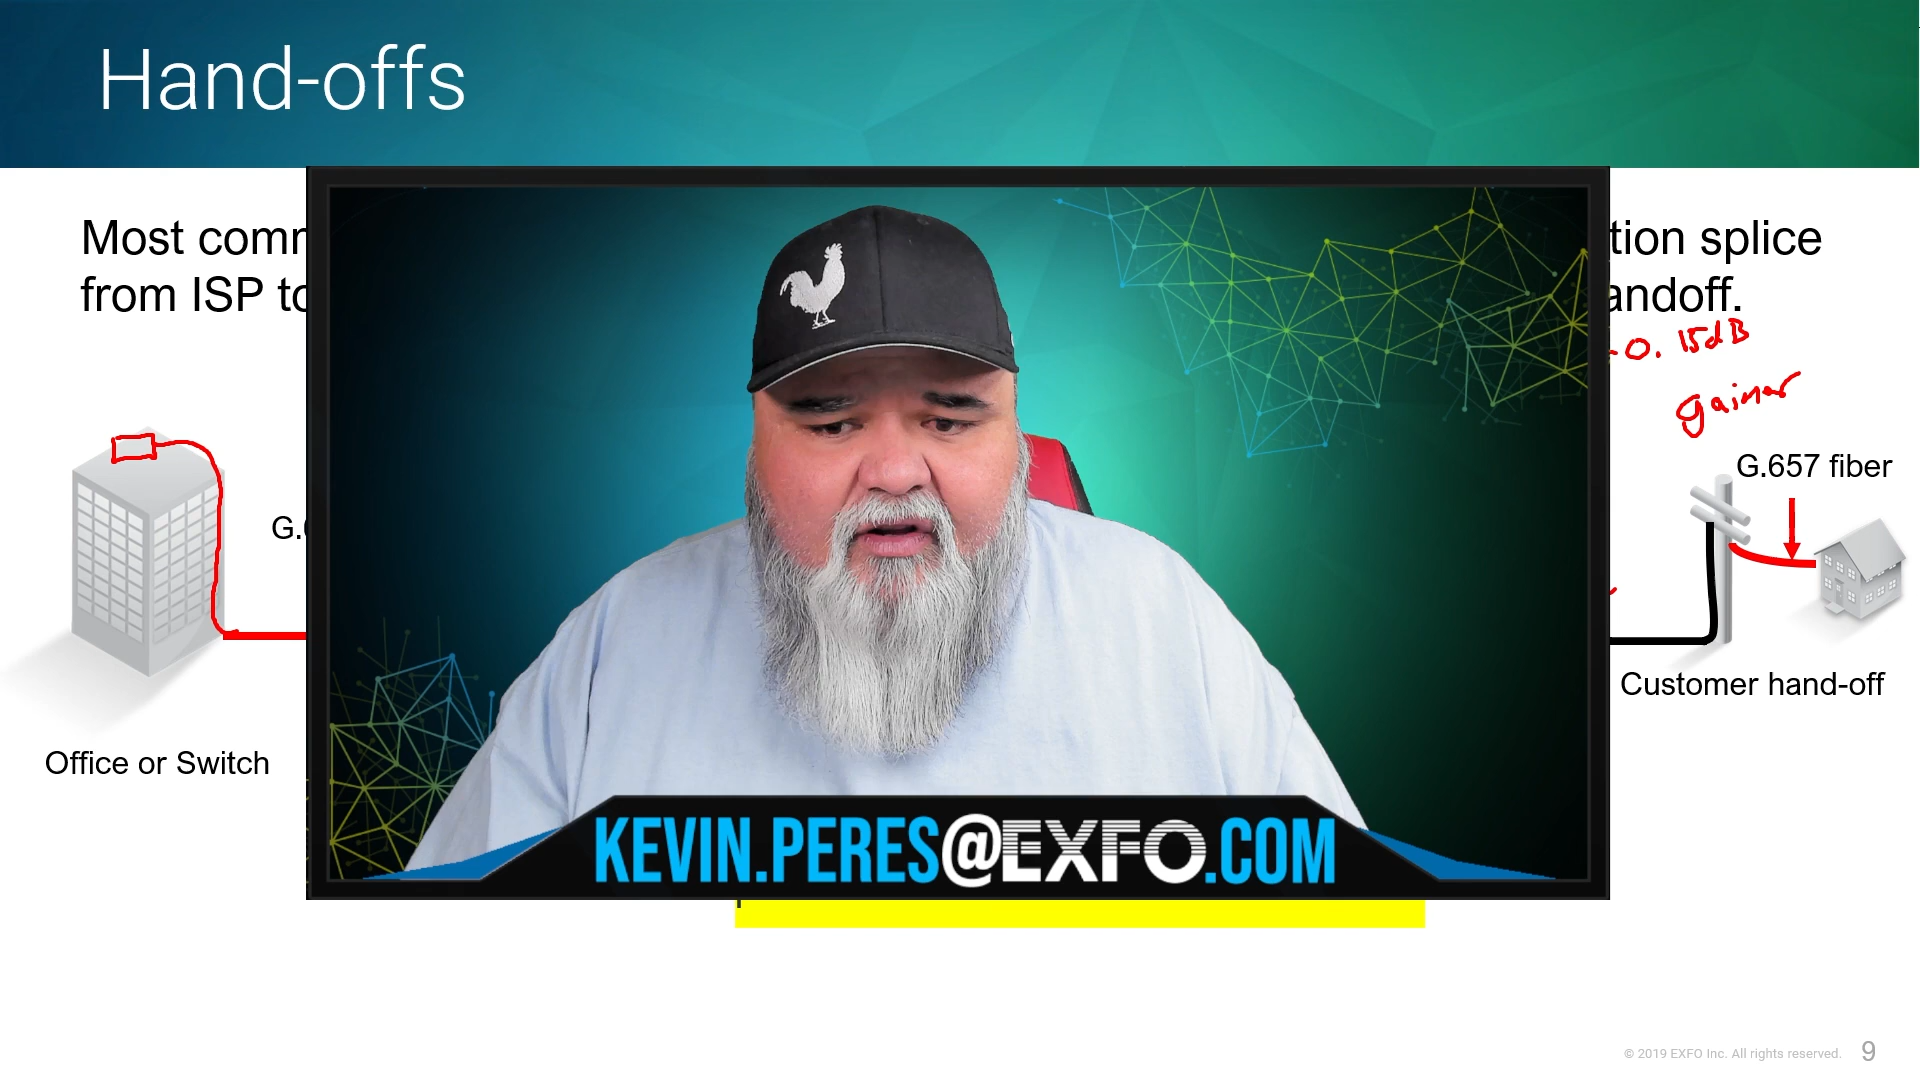 Hand-offs
Most comm tion splice
from ISP to andoff.
-0.15dB
gainer
G.657 fiber
G.
Customer hand-off
Office or Switch
KEVIN.PERES@EXFO.COM
© 2019 EXFO Inc. All rights reserved. 9